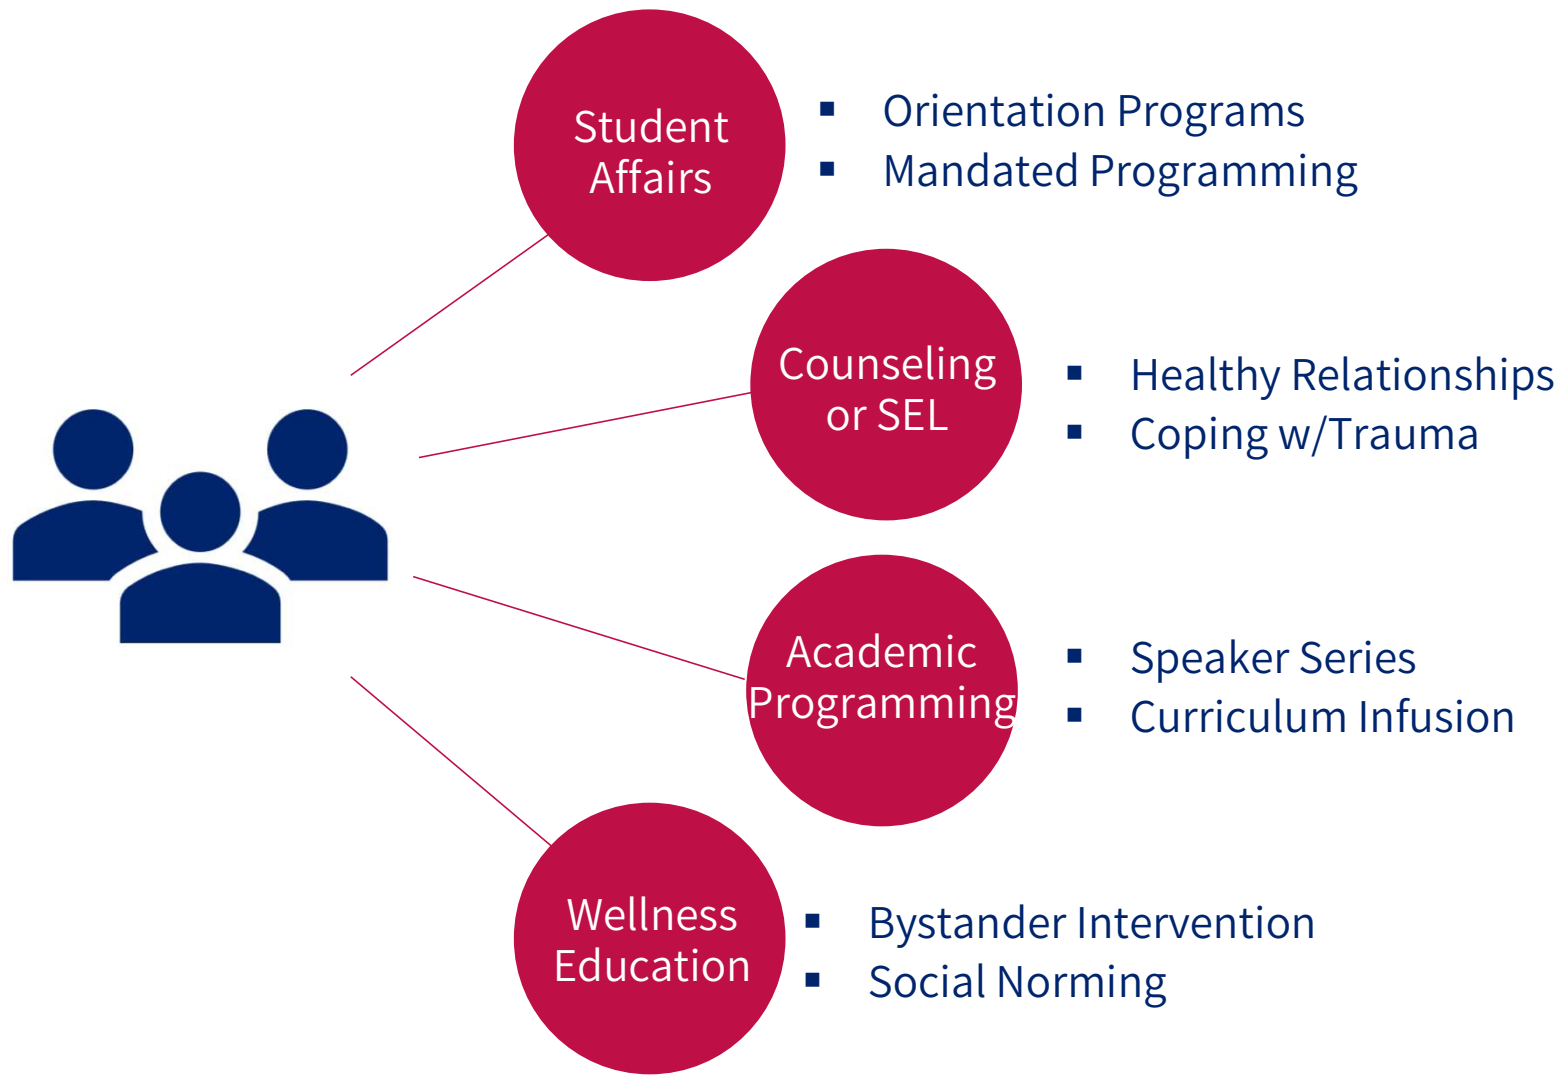 Student
Affairs
▪ Orientation Programs
▪ Mandated Programming
Counseling
or SEL
▪ Healthy Relationships
▪ Coping w/Trauma
Academic
Programming
▪ Speaker Series
▪ Curriculum Infusion
Wellness
Education
▪ Bystander Intervention
▪ Social Norming